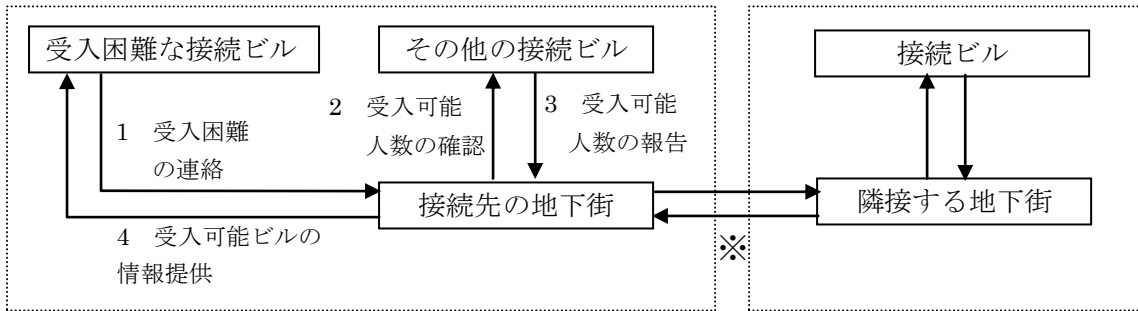 受入困難な接続ビル
その他の接続ビル
接続ビル
1　受入困難
の連絡
2　受入可能
人数の確認
3　受入可能
人数の報告
接続先の地下街
隣接する地下街
4　受入可能ビルの
情報提供
※